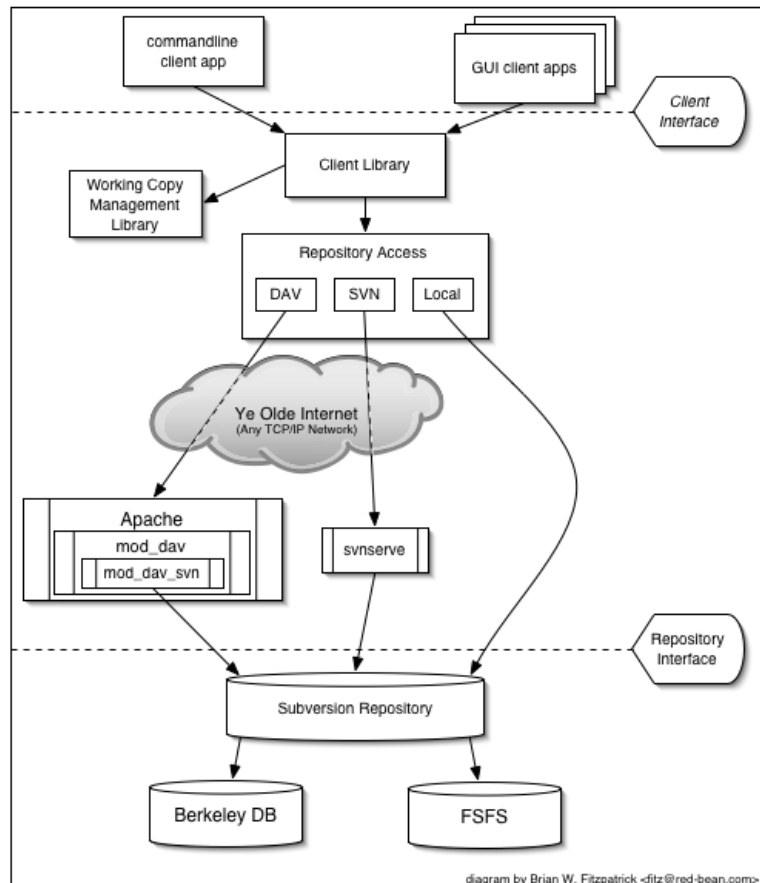 commandline
client app
GUI client apps
Client
Interface
Client Library
Working Copy
Management
Library
Repository Access
DAV
SVN
Local
Ye Olde Internet
(Any TCP/IP Network)
Apache
mod_dav
mod_dav_svn
svnserve
Repository
Interface
Subversion Repository
Berkeley DB
FSFS
diagram by Brian W. Fitzpatrick <fitz@red-bean.com>